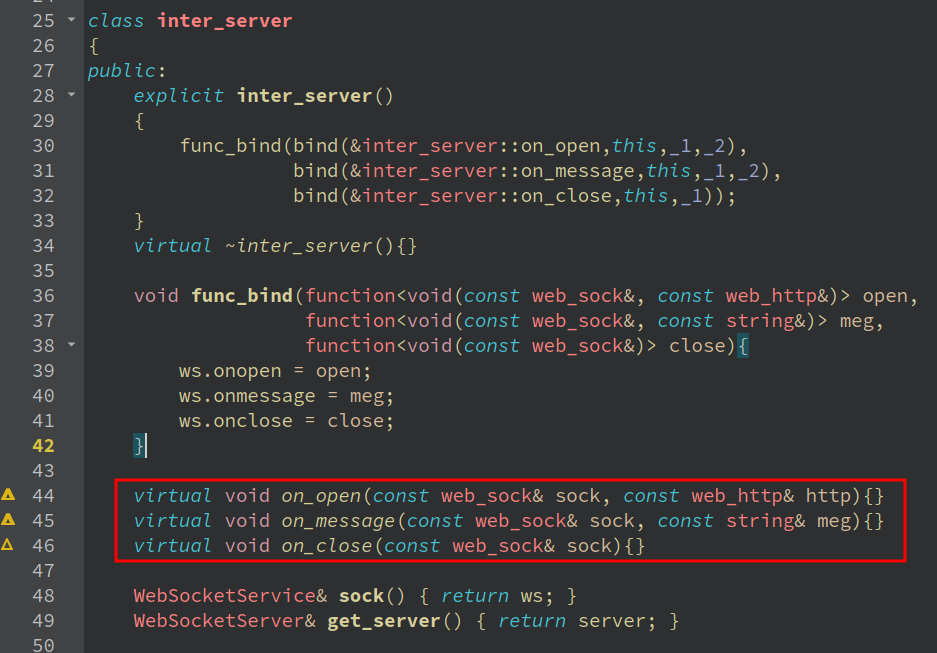 25 class inter_server
26 {
27 public:
28     explicit inter_server()
29     {
30         func_bind(bind(&inter_server::on_open,this,_1,_2),
31                   bind(&inter_server::on_message,this,_1,_2),
32                   bind(&inter_server::on_close,this,_1));
33     }
34     virtual ~inter_server(){}
35
36     void func_bind(function<void(const web_sock&, const web_http&)> open,
37                    function<void(const web_sock&, const string&)> meg,
38                    function<void(const web_sock&)> close){
39         ws.onopen = open;
40         ws.onmessage = meg;
41         ws.onclose = close;
42     }
43
44     virtual void on_open(const web_sock& sock, const web_http& http){}
45     virtual void on_message(const web_sock& sock, const string& meg){}
46     virtual void on_close(const web_sock& sock){}
47
48     WebSocketService& sock() { return ws; }
49     WebSocketServer& get_server() { return server; }
50